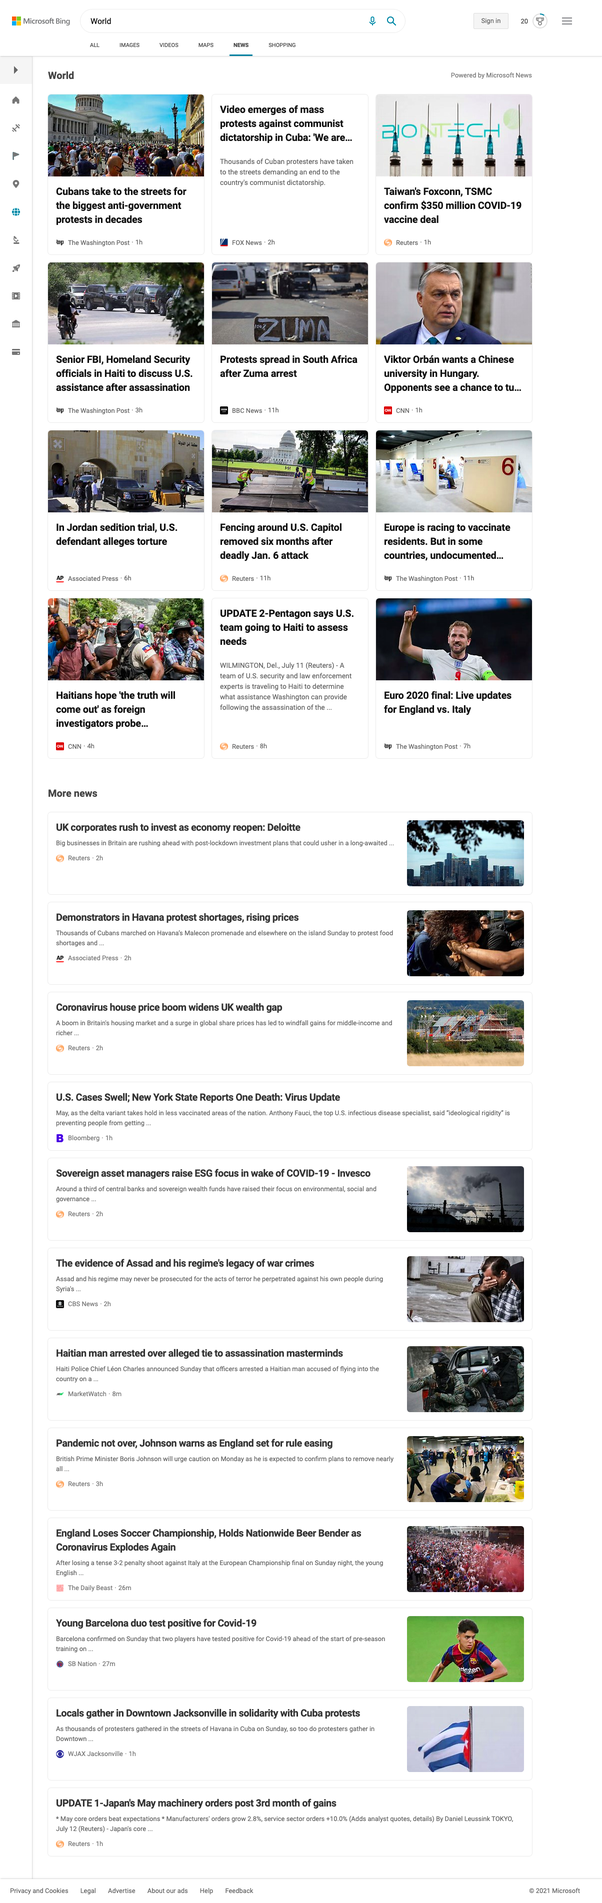 Microsoft Bing
World
Sign in
20
ALL
IMAGES
VIDEOS
MAPS
NEWS
SHOPPING
World
Powered by Microsoft News
Cubans take to the streets for
the biggest anti-government
protests in decades
wp The Washington Post · 1h
Video emerges of mass
protests against communist
dictatorship in Cuba: 'We are...
Thousands of Cuban protesters have taken
to the streets demanding an end to the
country's communist dictatorship.
FOX News · 2h
BIONTECH
Taiwan's Foxconn, TSMC
confirm $350 million COVID-19
vaccine deal
Reuters · 1h
Senior FBI, Homeland Security
officials in Haiti to discuss U.S.
assistance after assassination
wp The Washington Post · 3h
ZUMA
Protests spread in South Africa
after Zuma arrest
BBC News · 11h
Viktor Orbán wants a Chinese
university in Hungary.
Opponents see a chance to tu...
CNN · 1h
In Jordan sedition trial, U.S.
defendant alleges torture
AP Associated Press · 6h
Fencing around U.S. Capitol
removed six months after
deadly Jan. 6 attack
Reuters · 11h
5
6
Europe is racing to vaccinate
residents. But in some
countries, undocumented...
wp The Washington Post · 11h
Haitians hope 'the truth will
come out' as foreign
investigators probe...
CNN · 4h
UPDATE 2-Pentagon says U.S.
team going to Haiti to assess
needs
WILMINGTON, Del., July 11 (Reuters) - A
team of U.S. security and law enforcement
experts is traveling to Haiti to determine
what assistance Washington can provide
following the assassination of the ...
Reuters · 8h
9
Euro 2020 final: Live updates
for England vs. Italy
wp The Washington Post · 7h
More news
UK corporates rush to invest as economy reopen: Deloitte
Big businesses in Britain are rushing ahead with post-lockdown investment plans that could usher in a long-awaited ...
Reuters · 2h
Demonstrators in Havana protest shortages, rising prices
Thousands of Cubans marched on Havana's Malecon promenade and elsewhere on the island Sunday to protest food
shortages and ...
AP Associated Press · 2h
Coronavirus house price boom widens UK wealth gap
A boom in Britain's housing market and a surge in global share prices has led to windfall gains for middle-income and
richer ...
Reuters · 2h
U.S. Cases Swell; New York State Reports One Death: Virus Update
May, as the delta variant takes hold in less vaccinated areas of the nation. Anthony Fauci, the top U.S. infectious disease specialist, said "ideological rigidity" is
preventing people from getting ...
B Bloomberg · 1h
Sovereign asset managers raise ESG focus in wake of COVID-19 - Invesco
Around a third of central banks and sovereign wealth funds have raised their focus on environmental, social and
governance ...
Reuters · 2h
The evidence of Assad and his regime's legacy of war crimes
Assad and his regime may never be prosecuted for the acts of terror he perpetrated against his own people during
Syria's ...
CBS News · 2h
Haitian man arrested over alleged tie to assassination masterminds
Haiti Police Chief Léon Charles announced Sunday that officers arrested a Haitian man accused of flying into the
country on a ...
MarketWatch · 8m
Pandemic not over, Johnson warns as England set for rule easing
British Prime Minister Boris Johnson will urge caution on Monday as he is expected to confirm plans to remove nearly
all ...
Reuters · 3h
England Loses Soccer Championship, Holds Nationwide Beer Bender as
Coronavirus Explodes Again
After losing a tense 3-2 penalty shoot against Italy at the European Championship final on Sunday night, the young
English ...
The Daily Beast · 26m
Young Barcelona duo test positive for Covid-19
Barcelona confirmed on Sunday that two players have tested positive for Covid-19 ahead of the start of pre-season
training on ...
SB Nation · 27m
Locals gather in Downtown Jacksonville in solidarity with Cuba protests
As thousands of protesters gathered in the streets of Havana in Cuba on Sunday, so too do protesters gather in
Downtown ...
WJAX Jacksonville · 1h
UPDATE 1-Japan's May machinery orders post 3rd month of gains
* May core orders beat expectations * Manufacturers' orders grow 2.8%, service sector orders +10.0% (Adds analyst quotes, details) By Daniel Leussink TOKYO,
July 12 (Reuters) - Japan's core ...
Reuters · 1h
Privacy and Cookies
Legal
Advertise
About our ads
Help
Feedback
© 2021 Microsoft